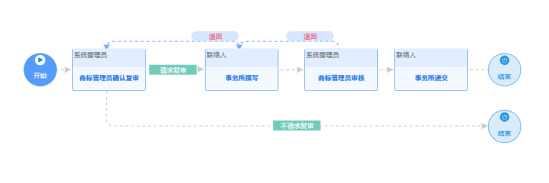 退回
退回
系统管理员
联络人
系统管理员
联络人
开始
商标管理员确认复审
请求复审
事务所撰写
商标管理员审核
事务所递交
结束
不请求复审
结束